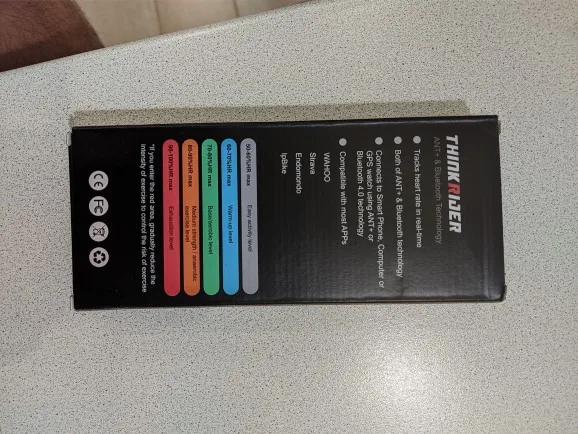 THINKRIDER
ANT+ & Bluetooth Technology
Tracks heart rate in real-time
Both of ANT+ & Bluetooth technology
Connects to Smart Phone, Computer or
GPS watch using ANT+ or
Bluetooth 4.0 technology
Compatible with most APPs
WAHOO
Strava
Endomondo
IpBike
50-60%HR max Easy activity level
60-70%HR max Warm-up level
70-80%HR max Basic/aerobic level
80-90%HR max Medium strength / anaerobic
exercise level
90-100%HR max Exhaustion level
*If you enter the red area, gradually reduce the
intensity of exercise to control the risk of exercise
CE FC